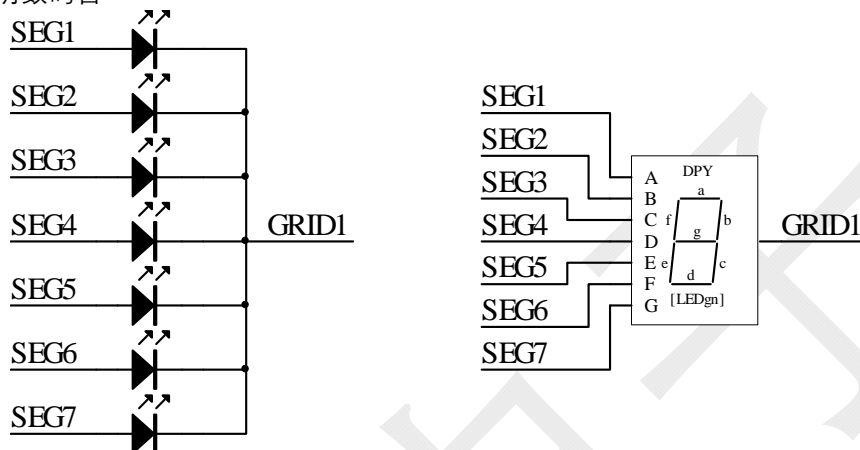 SEG1
SEG2
SEG3
SEG4
SEG5
SEG6
SEG7
GRID1
SEG1
SEG2
SEG3
SEG4
SEG5
SEG6
SEG7
DPY
A
B
C
D
E
F
G
a
f
b
g
e
c
d
[LEDgn]
GRID1